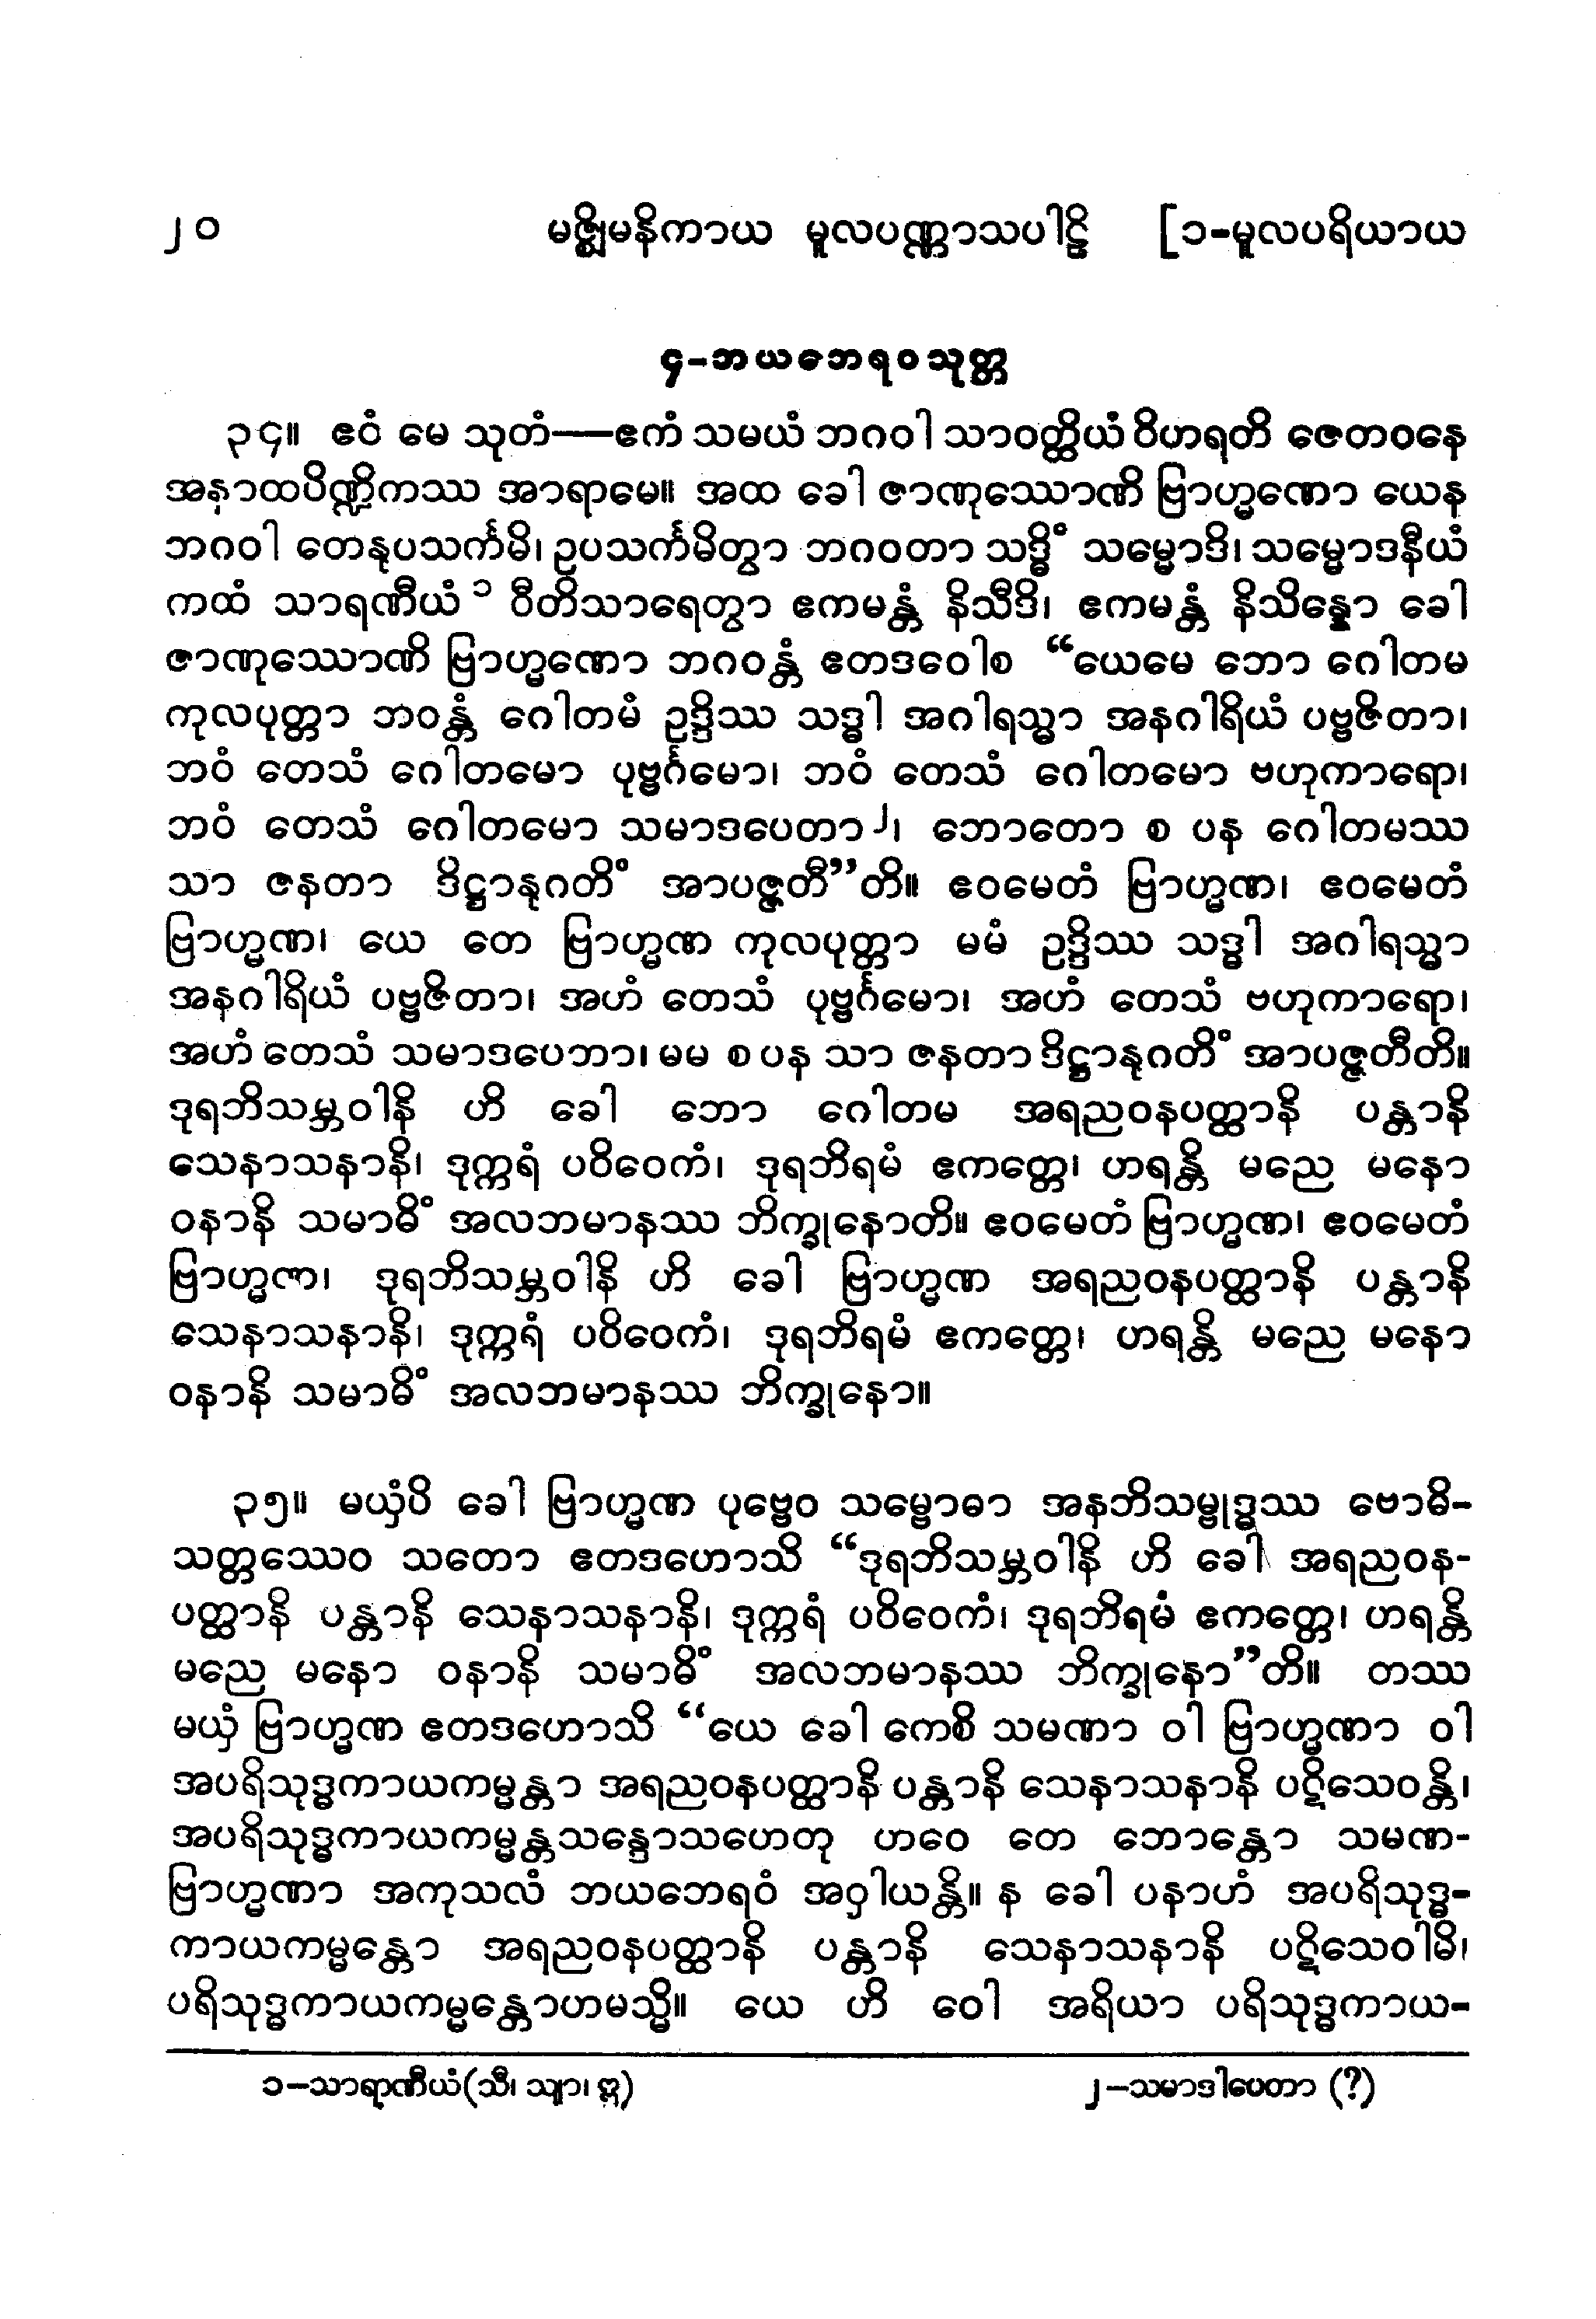 ၂၀ မဇ္ဈိမနိကာယ မူလပဏ္ဏာသပါဠိ [၁-မူလပရိယာယ
၄-ဘယဘေရဝသုတ္တ
၃၄။ ဧဝံ မေ သုတံ—ဧကံ သမယံ ဘဂဝါ သာဝတ္ထိယံ ဝိဟရတိ ဇေတဝနေ
အနာထပိဏ္ဍိကဿ အာရာမေ။ အထ ခေါ ဇာဏုဿောဏိ ဗြာဟ္မဏော ယေန
ဘဂဝါ တေနုပသင်္ကမိ၊ ဥပသင်္ကမိတွာ ဘဂဝတာ သဒ္ဓိံ သမ္မောဒိ၊ သမ္မောဒနီယံ
ကထံ သာရဏီယံ ၁ ဝီတိသာရေတွာ ဧကမန္တံ နိသီဒိ၊ ဧကမန္တံ နိသိန္နော ခေါ
ဇာဏုဿောဏိ ဗြာဟ္မဏော ဘဂဝန္တံ ဧတဒဝေါစ “ယေမေ ဘော ဂေါတမ
ကုလပုတ္တာ ဘဝန္တံ ဂေါတမံ ဥဒ္ဒိဿ သဒ္ဓါ အဂါရသ္မာ အနဂါရိယံ ပဗ္ဗဇိတာ၊
ဘဝံ တေသံ ဂေါတမော ပုဗ္ဗင်္ဂမော၊ ဘဝံ တေသံ ဂေါတမော ဗဟုကာရော၊
ဘဝံ တေသံ ဂေါတမော သမာဒပေတာ ၂၊ ဘောတော စ ပန ဂေါတမဿ
သာ ဇနတာ ဒိဋ္ဌာနုဂတိံ အာပဇ္ဇတီ”တိ။ ဧဝမေတံ ဗြာဟ္မဏ၊ ဧဝမေတံ
ဗြာဟ္မဏ၊ ယေ တေ ဗြာဟ္မဏ ကုလပုတ္တာ မမံ ဥဒ္ဒိဿ သဒ္ဓါ အဂါရသ္မာ
အနဂါရိယံ ပဗ္ဗဇိတာ၊ အဟံ တေသံ ပုဗ္ဗင်္ဂမော၊ အဟံ တေသံ ဗဟုကာရော၊
အဟံ တေသံ သမာဒပေတာ၊ မမ စ ပန သာ ဇနတာ ဒိဋ္ဌာနုဂတိံ အာပဇ္ဇတီတိ။
ဒုရဘိသမ္ဘဝါနိ ဟိ ခေါ ဘော ဂေါတမ အရညဝနပတ္ထာနိ ပန္တာနိ
သေနာသနာနိ၊ ဒုက္ကရံ ပဝိဝေကံ၊ ဒုရဘိရမံ ဧကတ္တေ၊ ဟရန္တိ မညေ မနော
ဝနာနိ သမာဓိံ အလဘမာနဿ ဘိက္ခုနောတိ။ ဧဝမေတံ ဗြာဟ္မဏ၊ ဧဝမေတံ
ဗြာဟ္မဏ၊ ဒုရဘိသမ္ဘဝါနိ ဟိ ခေါ ဗြာဟ္မဏ အရညဝနပတ္ထာနိ ပန္တာနိ
သေနာသနာနိ၊ ဒုက္ကရံ ပဝိဝေကံ၊ ဒုရဘိရမံ ဧကတ္တေ၊ ဟရန္တိ မညေ မနော
ဝနာနိ သမာဓိံ အလဘမာနဿ ဘိက္ခုနော။
၃၅။ မယှံပိ ခေါ ဗြာဟ္မဏ ပုဗ္ဗေဝ သမ္ဗောဓာ အနဘိသမ္ဗုဒ္ဓဿ ဗောဓိ-
သတ္တဿေဝ သတော ဧတဒဟောသိ “ဒုရဘိသမ္ဘဝါနိ ဟိ ခေါ အရညဝန-
ပတ္ထာနိ ပန္တာနိ သေနာသနာနိ၊ ဒုက္ကရံ ပဝိဝေကံ၊ ဒုရဘိရမံ ဧကတ္တေ၊ ဟရန္တိ
မညေ မနော ဝနာနိ သမာဓိံ အလဘမာနဿ ဘိက္ခုနော”တိ။ တဿ
မယှံ ဗြာဟ္မဏ ဧတဒဟောသိ “ယေ ခေါ ကေစိ သမဏာ ဝါ ဗြာဟ္မဏာ ဝါ
အပရိသုဒ္ဓကာယကမ္မန္တာ အရညဝနပတ္ထာနိ ပန္တာနိ သေနာသနာနိ ပဋိသေဝန္တိ၊
အပရိသုဒ္ဓကာယကမ္မန္တသန္ဒောသဟေတု ဟဝေ တေ ဘောန္တော သမဏ-
ဗြာဟ္မဏာ အကုသလံ ဘယဘေရဝံ အဝှါယန္တိ။ န ခေါ ပနာဟံ အပရိသုဒ္ဓ-
ကာယကမ္မန္တော အရညဝနပတ္ထာနိ ပန္တာနိ သေနာသနာနိ ပဋိသေဝါမိ၊
ပရိသုဒ္ဓကာယကမ္မန္တောဟမသ္မိ။ ယေ ဟိ ဝေါ အရိယာ ပရိသုဒ္ဓကာယ-
၁-သာရာဏီယံ(သီ၊ သျာ၊ ဣ) ၂-သမာဒါပေတာ (?)